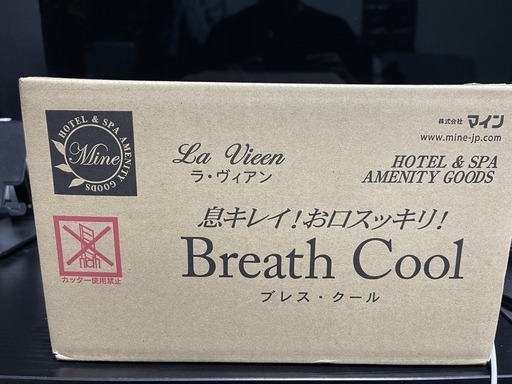 HOTEL & SPA AMENITY GOODS
Mine
La Vieen
ラ・ヴィアン
株式会社 マイン
www.mine-jp.com
HOTEL & SPA
AMENITY GOODS
息キレイ!お口スッキリ!
Breath Cool
ブレス・クール
カッター使用禁止